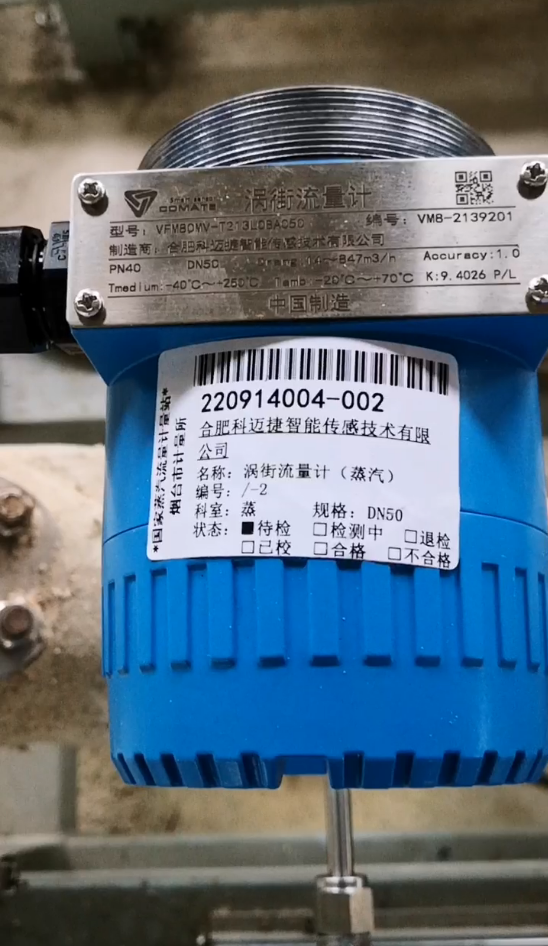 COMATE 涡街流量计
型号: 编号: VM8-2139201
制造商: 合肥科迈捷智能传感技术有限公司
PN40 DN50 847m3/h Accuracy:1.0
Tmedium:-40℃~+250℃ Tamb:-20℃~+70℃ K:9.4026 P/L
中国制造
*国家蒸汽流量计量站*
烟台市计量所
220914004-002
合肥科迈捷智能传感技术有限
公司
名称: 涡街流量计(蒸汽)
编号: /-2
科室: 蒸 规格: DN50
状态: ■待检 □检测中 □退检
□已校 □合格 □不合格